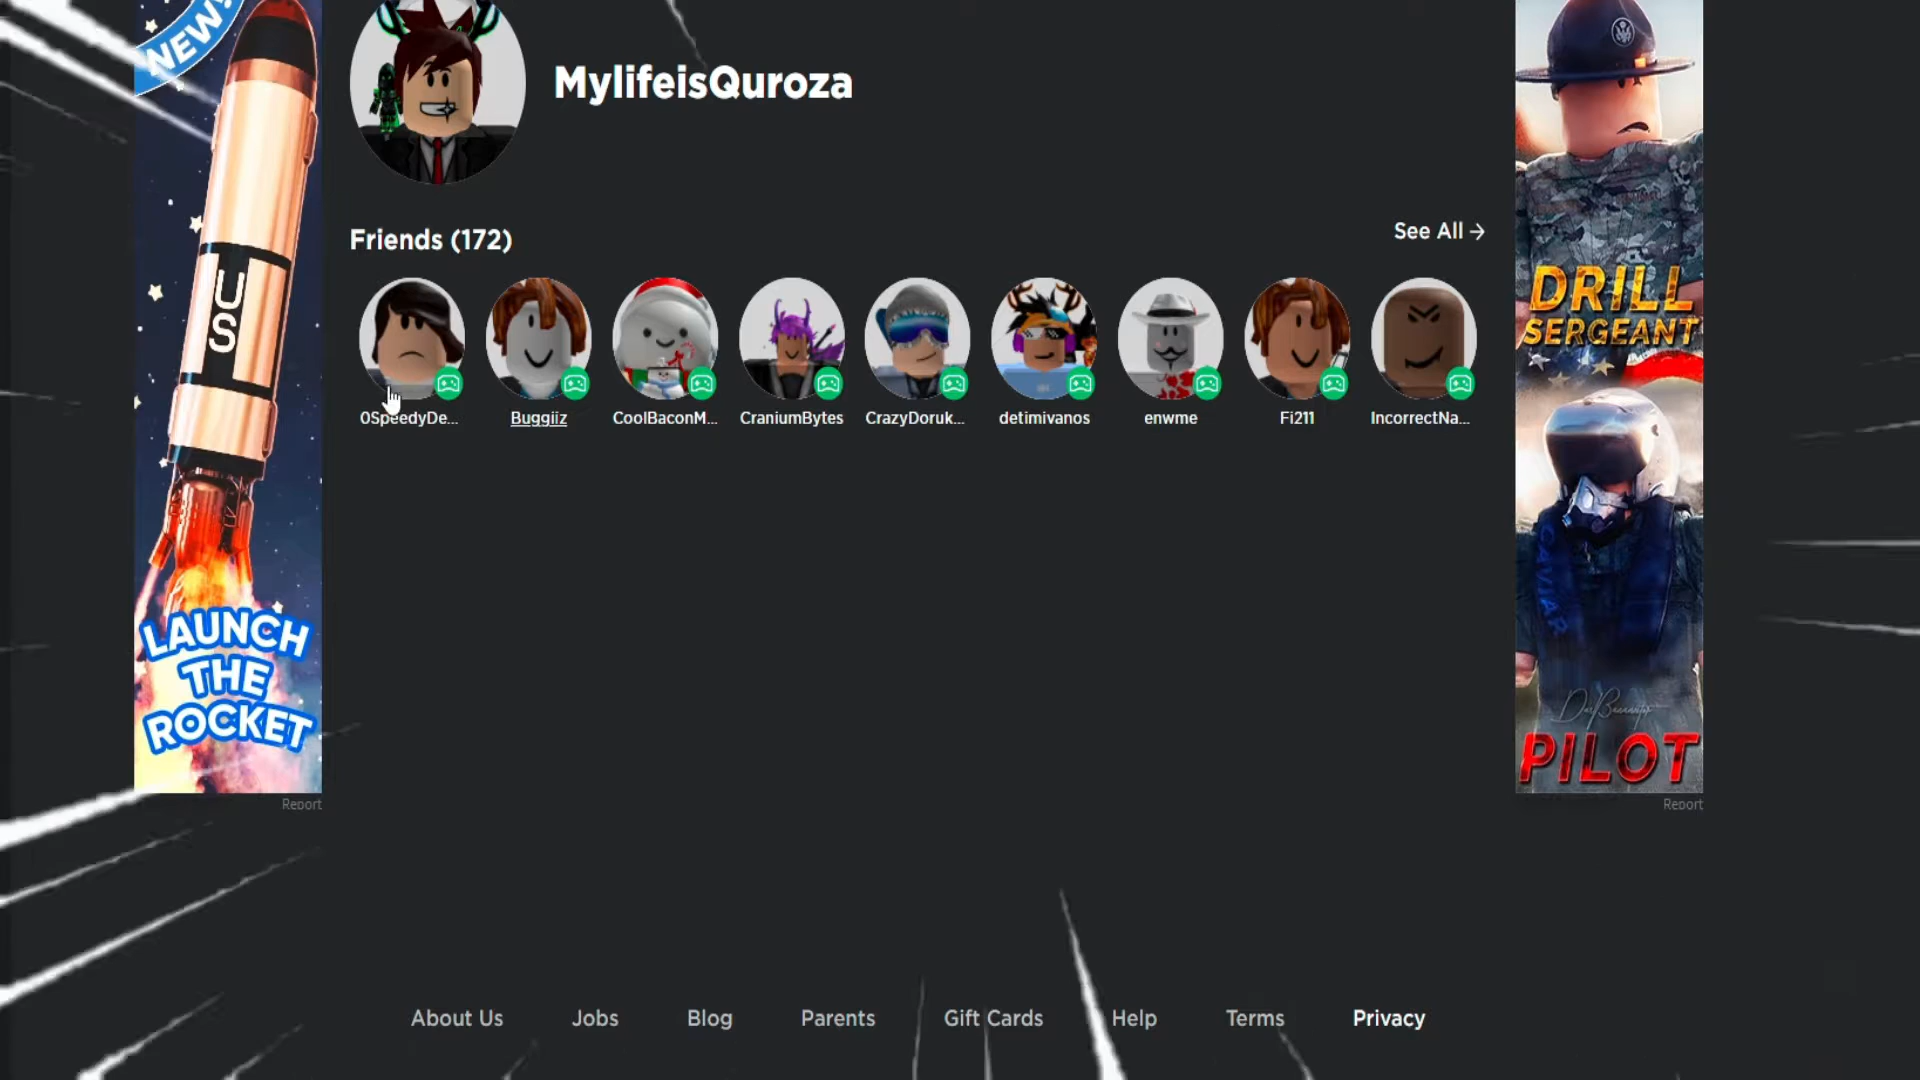 NEW!
US
LAUNCH
THE
ROCKET
Report
MylifeisQuroza
Friends (172)
See All →
0SpeedyDe...
Buggiiz
CoolBaconM...
CraniumBytes
CrazyDoruk...
detimivanos
enwme
Fi211
IncorrectNa...
DRILL
SERGEANT
PILOT
Report
About Us
Jobs
Blog
Parents
Gift Cards
Help
Terms
Privacy